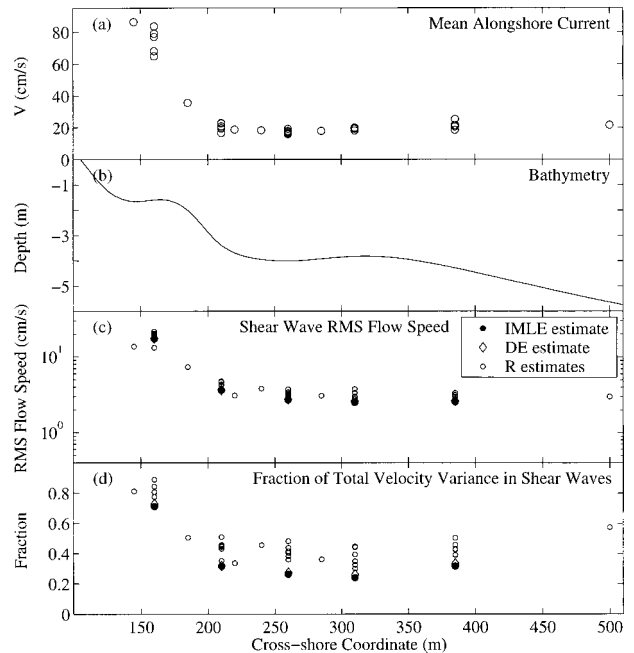 (a) Mean Alongshore Current
V (cm/s)
80
60
40
20
0
(b) Bathymetry
Depth (m)
−1
−3
−5
(c) Shear Wave RMS Flow Speed
RMS Flow Speed (cm/s)
10^1
10^0
IMLE estimate
DE estimate
R estimates
(d) Fraction of Total Velocity Variance in Shear Waves
Fraction
0.8
0.6
0.4
0.2
0
100 150 200 250 300 350 400 450 500
Cross−shore Coordinate (m)